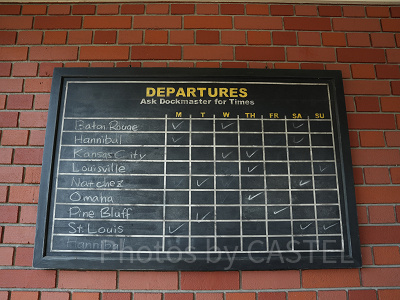 DEPARTURES
Ask Dockmaster for Times
M T W TH FR SA SU
Baton Rouge
Hannibul
Kansas City
Louisville
Natchez
Omaha
Pine Bluff
St. Louis
Hannibal
Photos by CASTEL